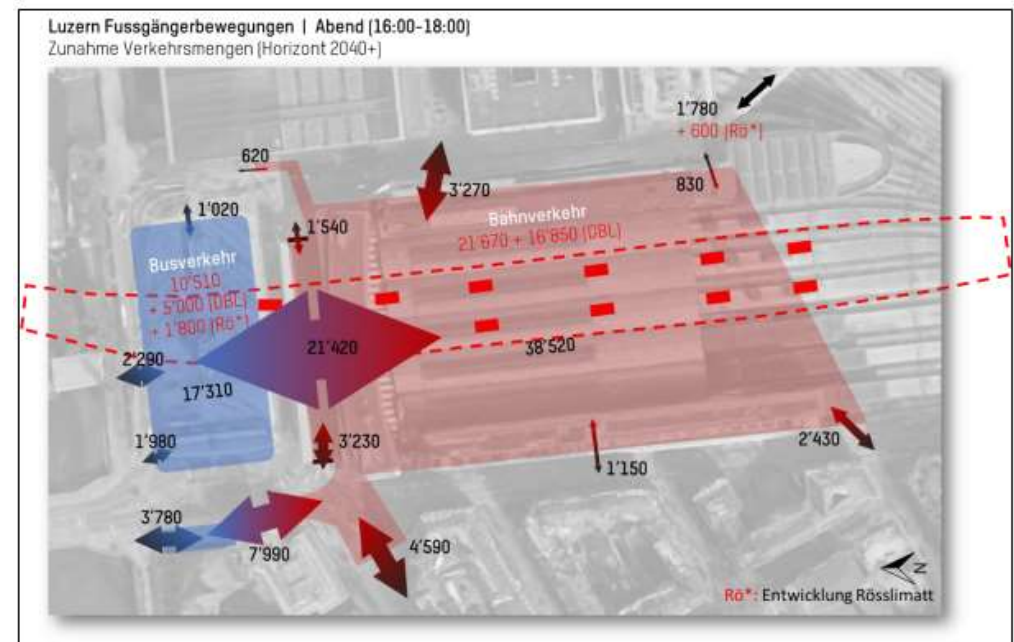 Luzern Fussgängerbewegungen | Abend (16:00-18:00)
Zunahme Verkehrsmengen (Horizont 2040+)
1'780
+ 600 (Rö*)
620
3'270
830
1'020
1'540
Bahnverkehr
21'670 + 16'850 (DBL)
Busverkehr
10'510
+ 5'000 (DBL)
+ 1'800 (Rö*)
21'420
38'520
2'290
17'310
1'980
3'230
2'430
1'150
3'780
7'990
4'590
N
Rö*: Entwicklung Rösslimatt